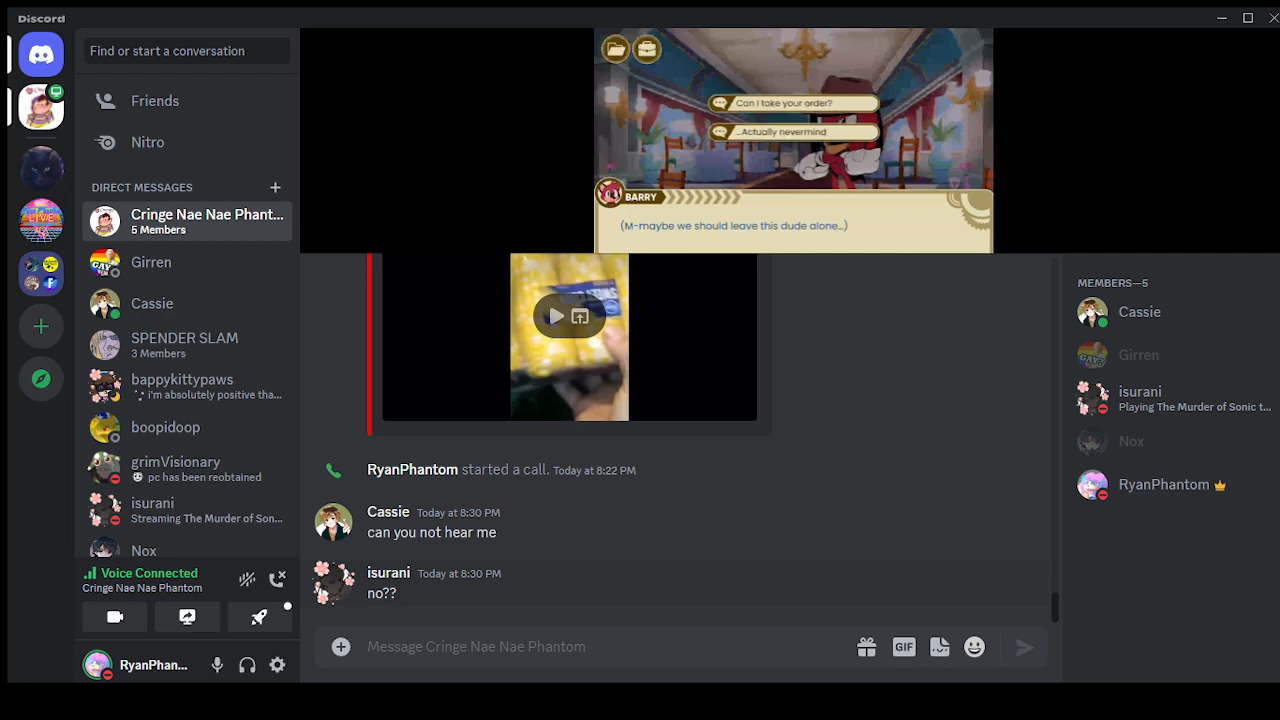 Discord
Find or start a conversation
Friends
Nitro
DIRECT MESSAGES
Cringe Nae Nae Phant...
5 Members
Girren
Cassie
SPENDER SLAM
3 Members
bappykittypaws
i'm absolutely positive tha...
boopidoop
grimVisionary
pc has been reobtained
isurani
Streaming The Murder of Son...
Nox
Voice Connected
Cringe Nae Nae Phantom
RyanPhan...
Can I take your order?
...Actually nevermind
BARRY
(M-maybe we should leave this dude alone...)
RyanPhantom started a call. Today at 8:22 PM
Cassie Today at 8:30 PM
can you not hear me
isurani Today at 8:30 PM
no??
Message Cringe Nae Nae Phantom
GIF
MEMBERS—5
Cassie
Girren
isurani
Playing The Murder of Sonic t...
Nox
RyanPhantom